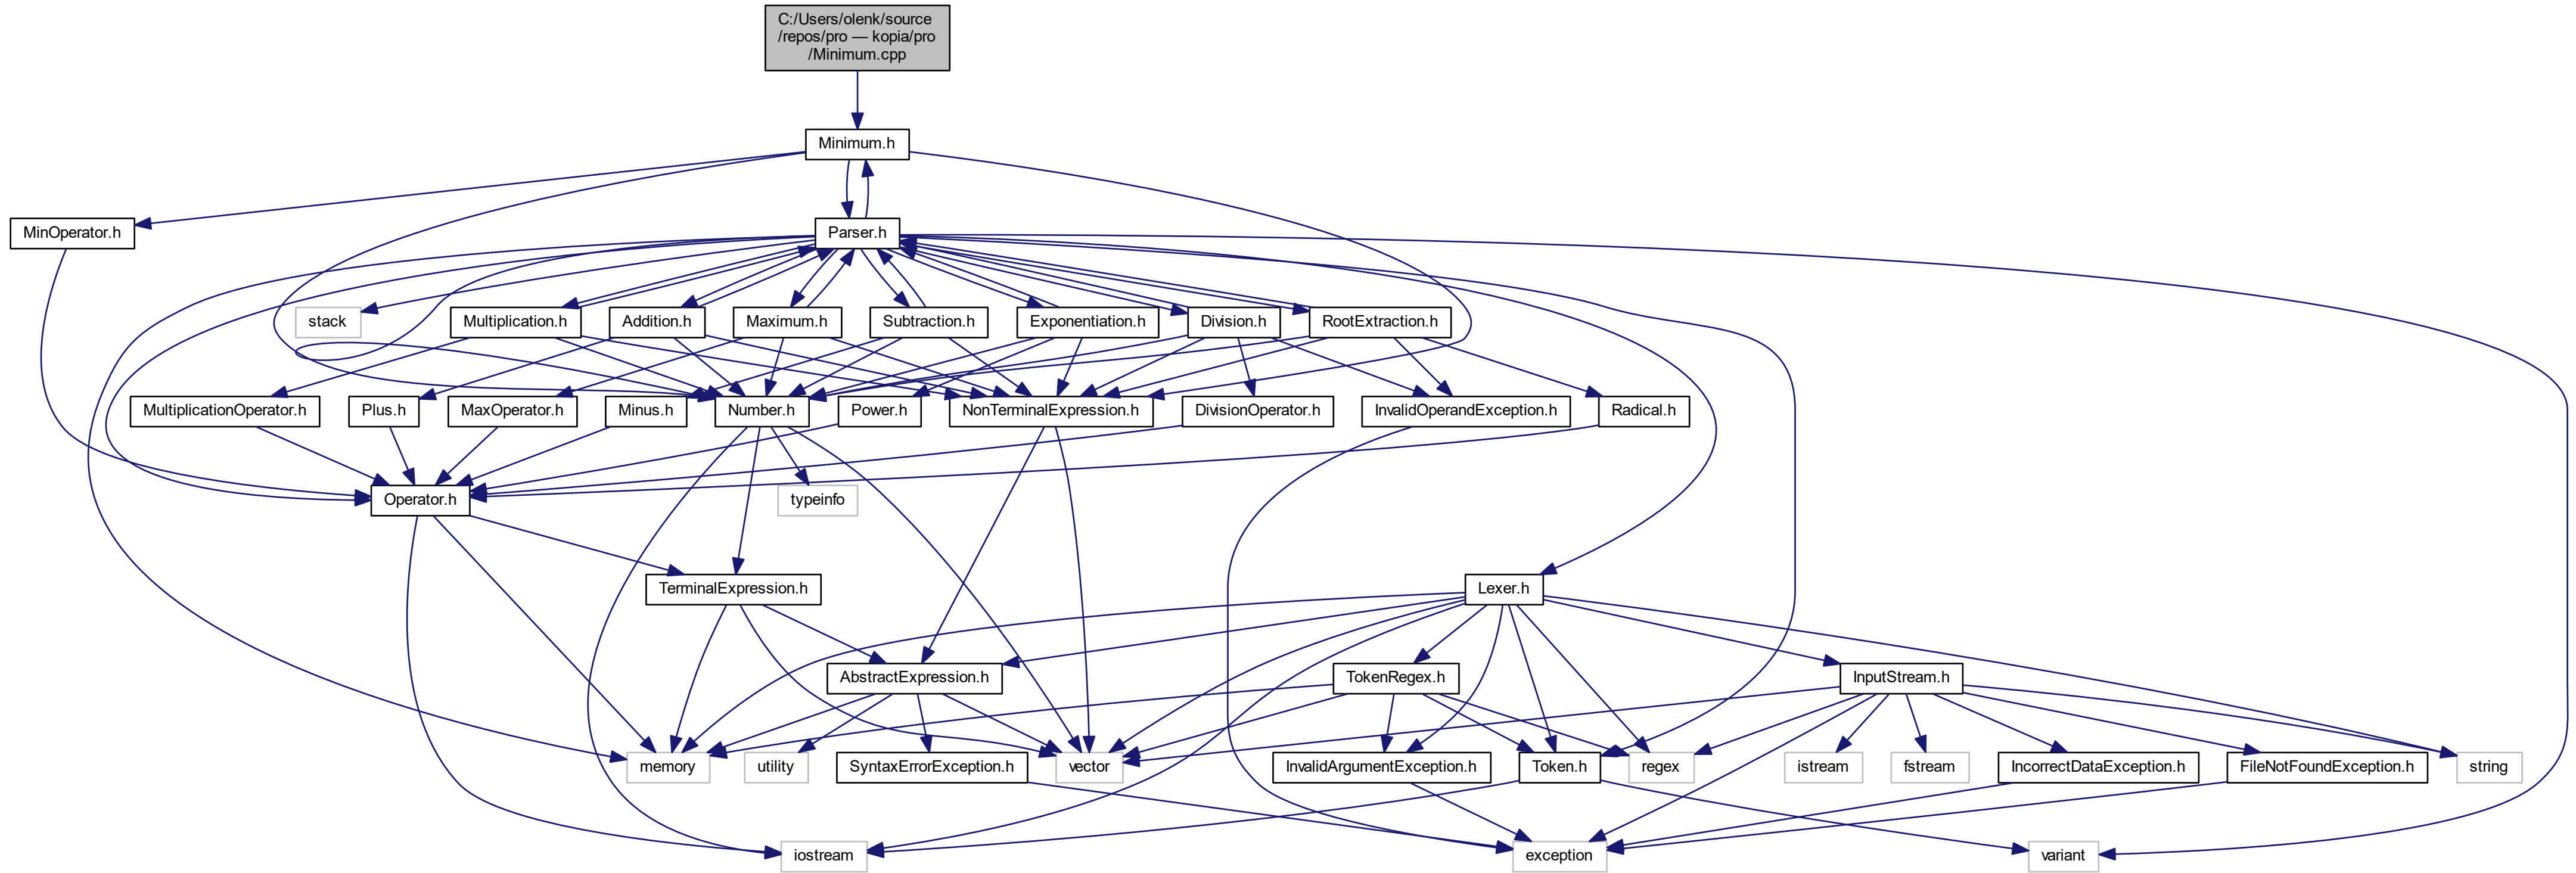 C:/Users/olenk/source
/repos/pro — kopia/pro
/Minimum.cpp
Minimum.h
MinOperator.h
Parser.h
stack
Multiplication.h
Addition.h
Maximum.h
Subtraction.h
Exponentiation.h
Division.h
RootExtraction.h
MultiplicationOperator.h
Plus.h
MaxOperator.h
Minus.h
Number.h
Power.h
NonTerminalExpression.h
DivisionOperator.h
InvalidOperandException.h
Radical.h
Operator.h
typeinfo
TerminalExpression.h
Lexer.h
AbstractExpression.h
TokenRegex.h
InputStream.h
memory
utility
SyntaxErrorException.h
vector
InvalidArgumentException.h
Token.h
regex
istream
fstream
IncorrectDataException.h
FileNotFoundException.h
string
iostream
exception
variant